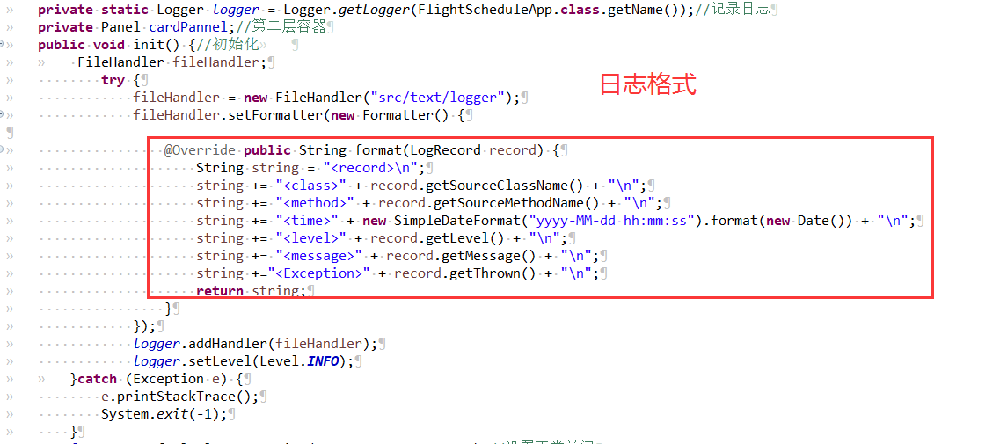 private static Logger logger = Logger.getLogger(FlightScheduleApp.class.getName());//记录日志
private Panel cardPannel;//第二层容器
public void init() {//初始化
FileHandler fileHandler;
try {
日志格式
fileHandler = new FileHandler("src/text/logger");
fileHandler.setFormatter(new Formatter() {
@Override public String format(LogRecord record) {
String string = "<record>\n";
string += "<class>" + record.getSourceClassName() + "\n";
string += "<method>" + record.getSourceMethodName() + "\n";
string += "<time>" + new SimpleDateFormat("yyyy-MM-dd hh:mm:ss").format(new Date()) + "\n";
string += "<level>" + record.getLevel() + "\n";
string += "<message>" + record.getMessage() + "\n";
string +="<Exception>" + record.getThrown() + "\n";
return string;
}
});
logger.addHandler(fileHandler);
logger.setLevel(Level.INFO);
}catch (Exception e) {
e.printStackTrace();
System.exit(-1);
}